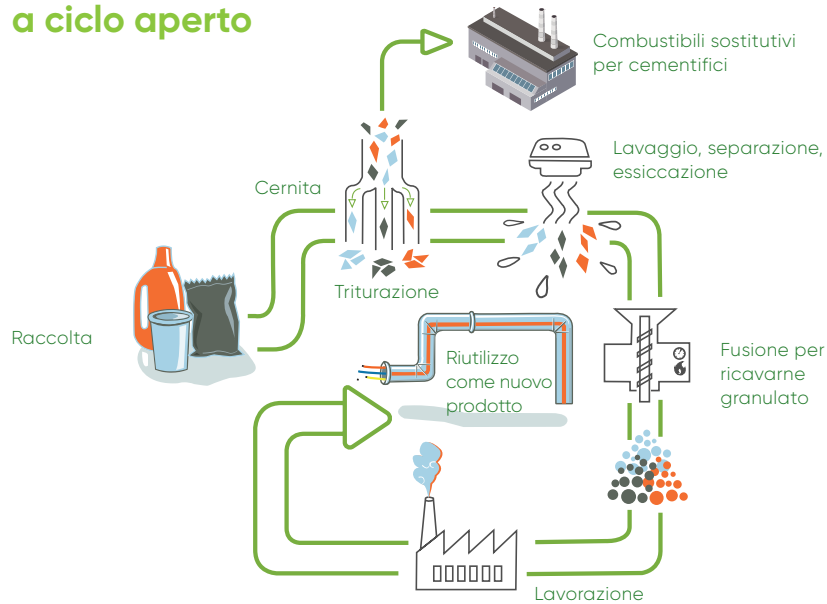 a ciclo aperto
Combustibili sostitutivi
per cementifici
Lavaggio, separazione,
essiccazione
Cernita
Triturazione
Raccolta
Riutilizzo
come nuovo
prodotto
Fusione per
ricavarne
granulato
Lavorazione